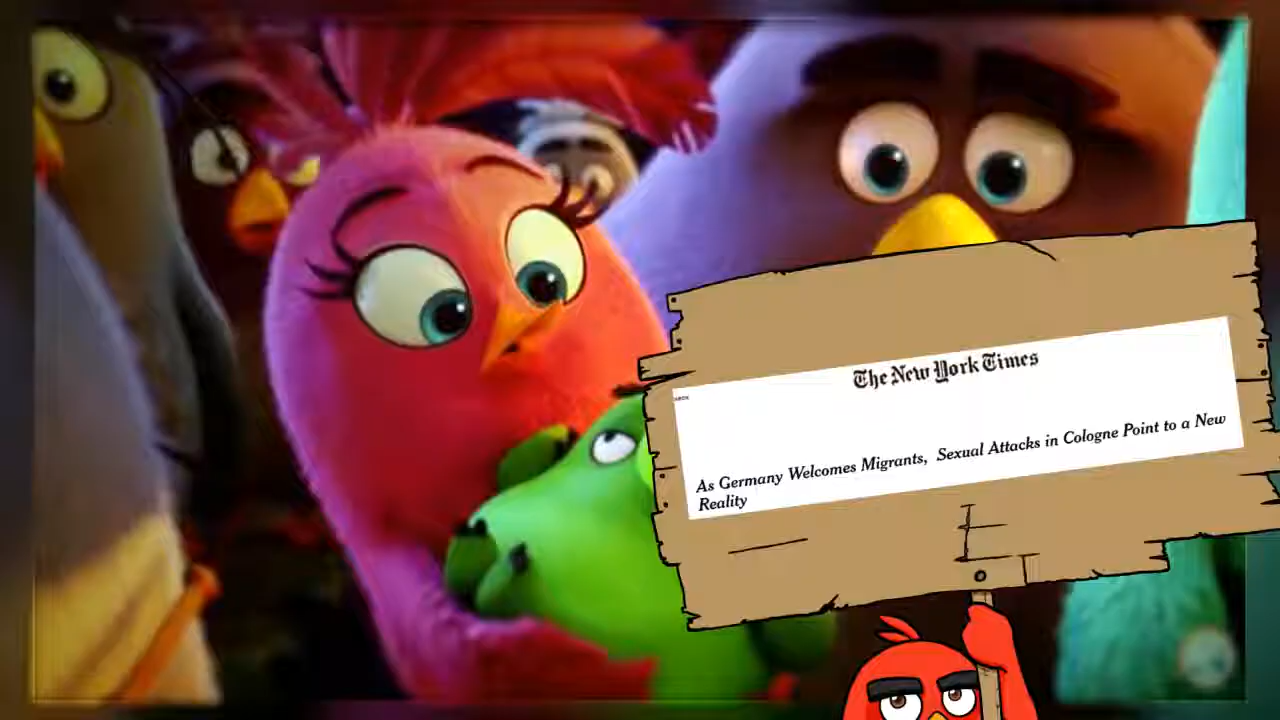 The New York Times
As Germany Welcomes Migrants, Sexual Attacks in Cologne Point to a New
Reality